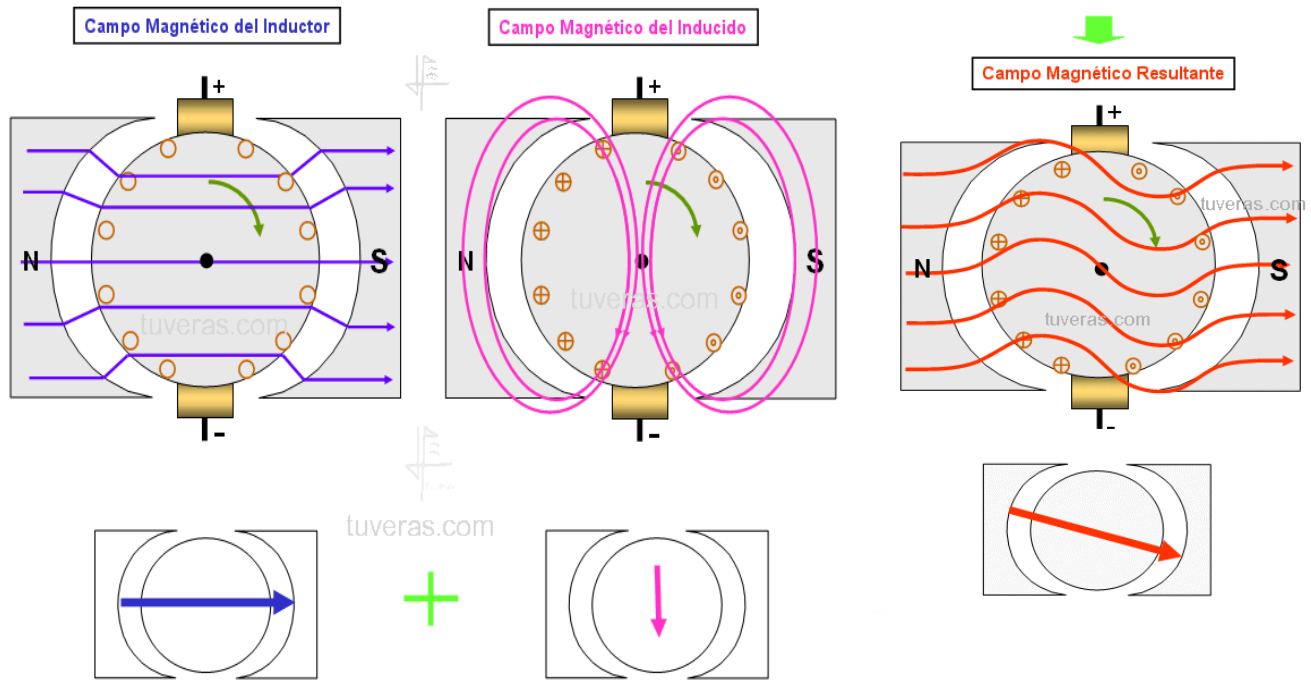 Campo Magnético del Inductor
Campo Magnético del Inducido
Campo Magnético Resultante
+
+
+
N
S
N
S
N
S
tuveras.com
tuveras.com
tuveras.com
tuveras.com
-
-
-
tuveras.com